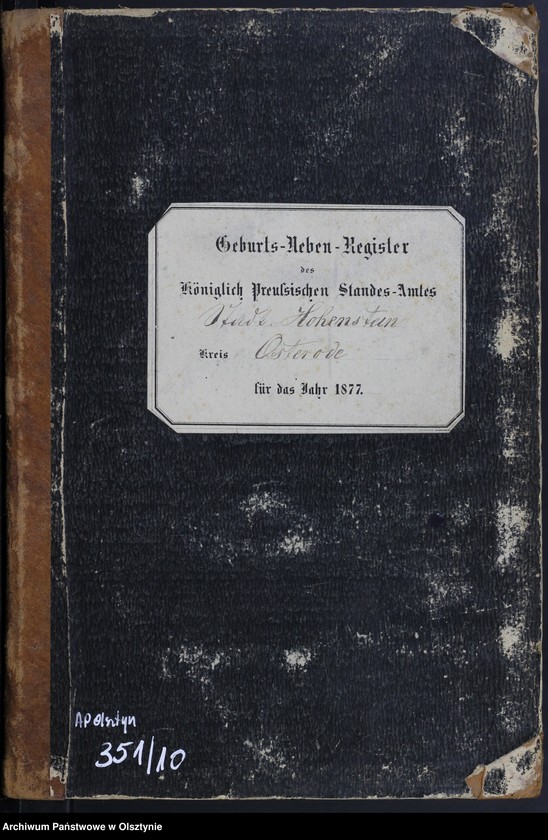 Geburts-Neben-Register
des
Königlich Preußischen Standes-Amtes
Stadt Hohenstein
Kreis Osterode
für das Jahr 1877.
AP Olsztyn
351/10
Archiwum Państwowe w Olsztynie